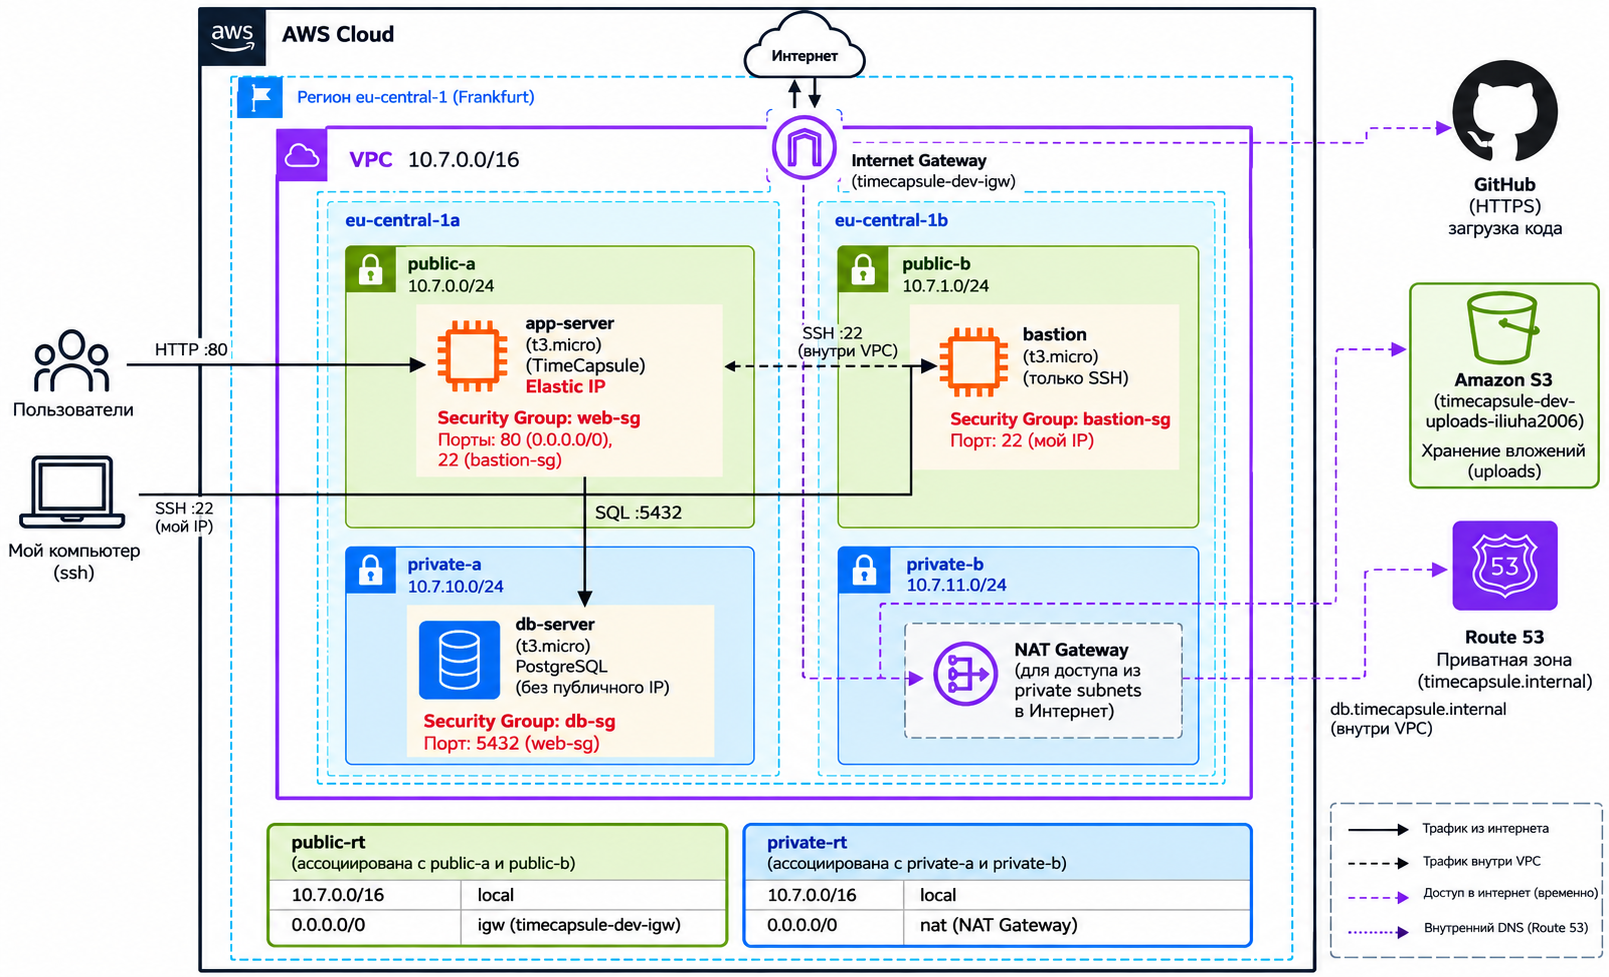 aws
AWS Cloud
Интернет
Регион eu-central-1 (Frankfurt)
VPC 10.7.0.0/16
Internet Gateway
(timecapsule-dev-igw)
GitHub
(HTTPS)
загрузка кода
eu-central-1a
public-a
10.7.0.0/24
app-server
(t3.micro)
(TimeCapsule)
Elastic IP
Security Group: web-sg
Порты: 80 (0.0.0.0/0),
22 (bastion-sg)
eu-central-1b
public-b
10.7.1.0/24
SSH :22
(внутри VPC)
bastion
(t3.micro)
(только SSH)
Security Group: bastion-sg
Порт: 22 (мой IP)
HTTP :80
Пользователи
SSH :22
(мой IP)
Мой компьютер
(ssh)
SQL :5432
Amazon S3
(timecapsule-dev-
uploads-iliuha2006)
Хранение вложений
(uploads)
private-a
10.7.10.0/24
db-server
(t3.micro)
PostgreSQL
(без публичного IP)
Security Group: db-sg
Порт: 5432 (web-sg)
private-b
10.7.11.0/24
NAT Gateway
(для доступа из
private subnets
в Интернет)
53
Route 53
Приватная зона
(timecapsule.internal)
db.timecapsule.internal
(внутри VPC)
public-rt
(ассоциирована с public-a и public-b)
10.7.0.0/16 local
0.0.0.0/0 igw (timecapsule-dev-igw)
private-rt
(ассоциирована с private-a и private-b)
10.7.0.0/16 local
0.0.0.0/0 nat (NAT Gateway)
Трафик из интернета
Трафик внутри VPC
Доступ в интернет (временно)
Внутренний DNS (Route 53)